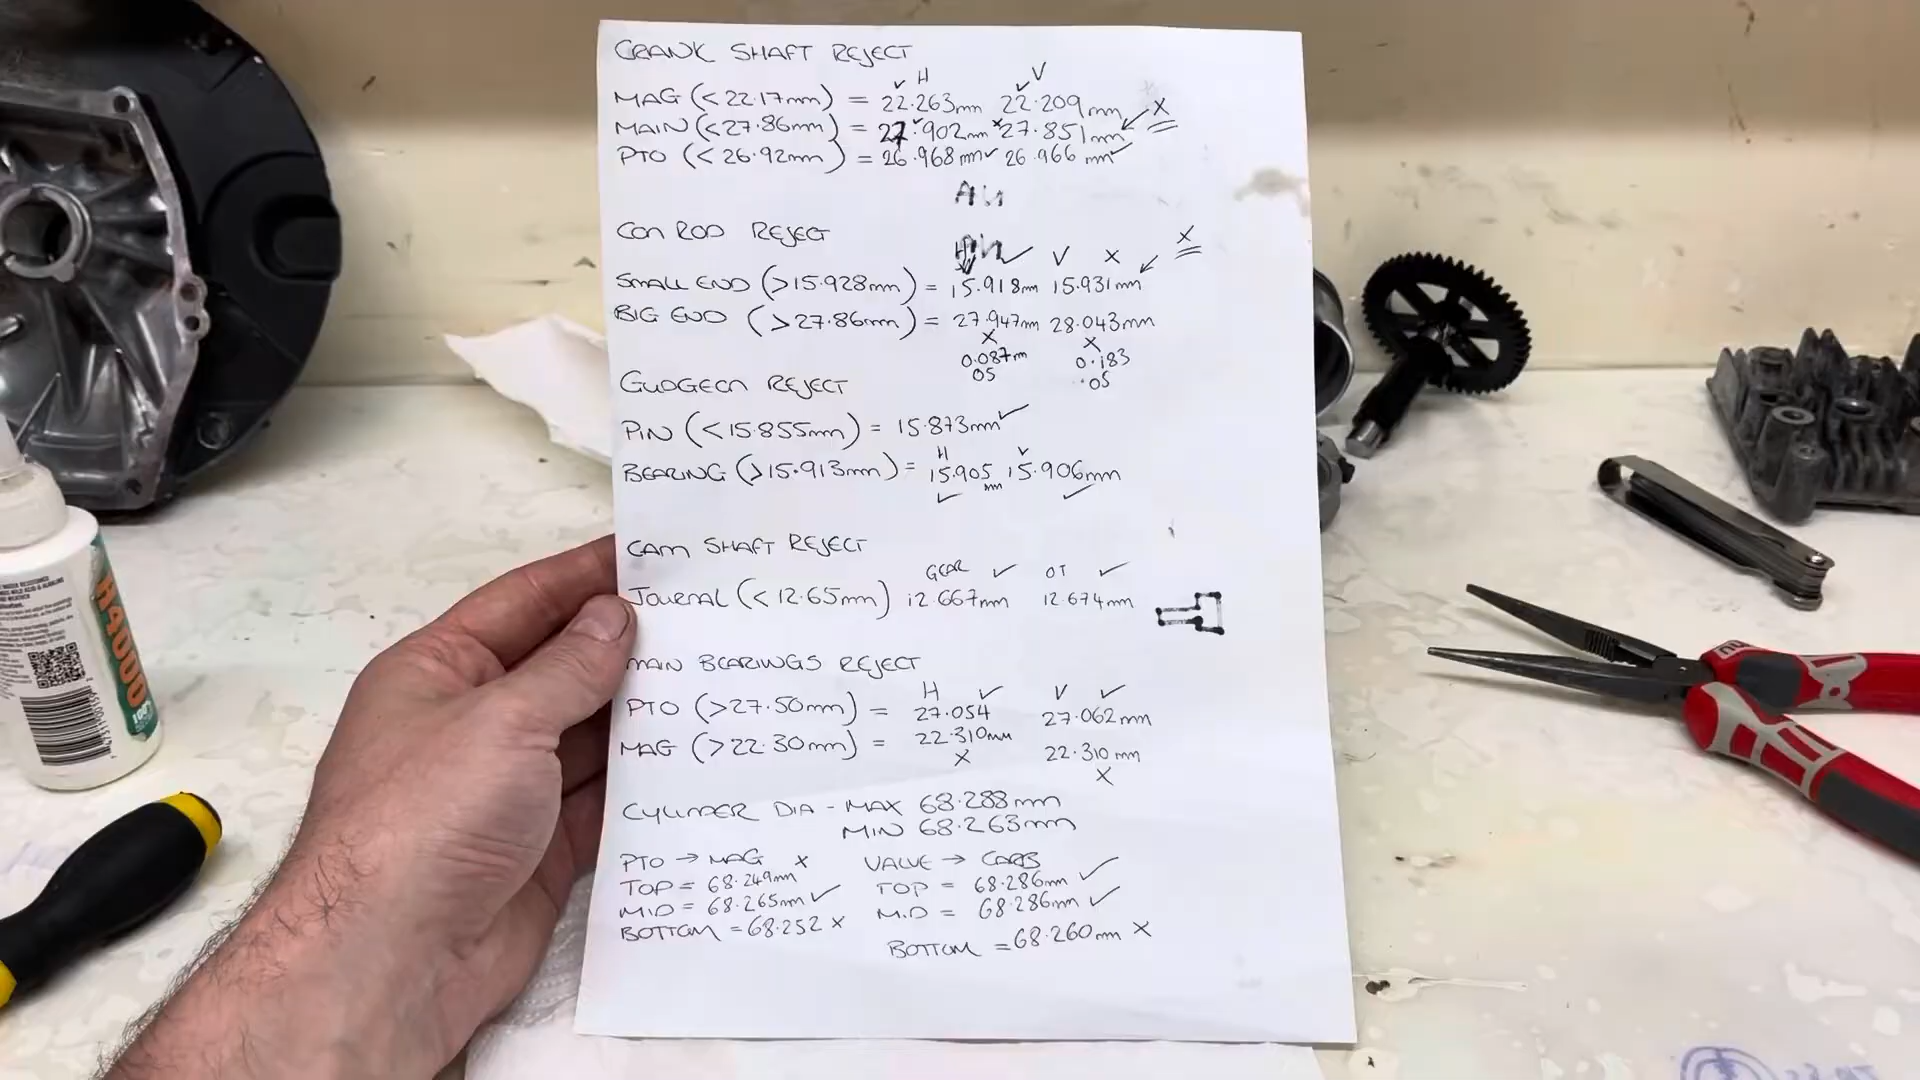 CRANK SHAFT REJECT
✓ H ✓ V
MAG (<22.17mm) = 22.263mm 22.209mm
X
MAIN (<27.86mm) = 27.902mm ✓ 27.851mm X
PTO (<26.92mm) = 26.968mm ✓ 26.966mm ✓
CON ROD REJECT
H ✓ V X
X
SMALL END (>15.928mm) = 15.918mm 15.931mm
BIG END (>27.86mm) = 27.947mm 28.043mm
X X
0.087m 0.183
05 .05
GUDGEON REJECT
PIN (<15.855mm) = 15.873mm ✓
H V
BEARING (>15.913mm) = 15.905mm 15.906mm
✓ ✓
CAM SHAFT REJECT
GEAR ✓ OT ✓
JOURNAL (<12.65mm) 12.667mm 12.674mm
MAIN BEARINGS REJECT
H ✓ V ✓
PTO (>27.50mm) = 27.054 27.062mm
MAG (>22.30mm) = 22.310mm 22.310mm
X X
CYLINDER DIA - MAX 68.288mm
MIN 68.263mm
PTO → MAG X
TOP = 68.249mm
MID = 68.265mm ✓
BOTTOM = 68.252 X
VALVE → CARB
TOP = 68.286mm ✓
MID = 68.286mm ✓
BOTTOM = 68.260mm X
H4000
100%